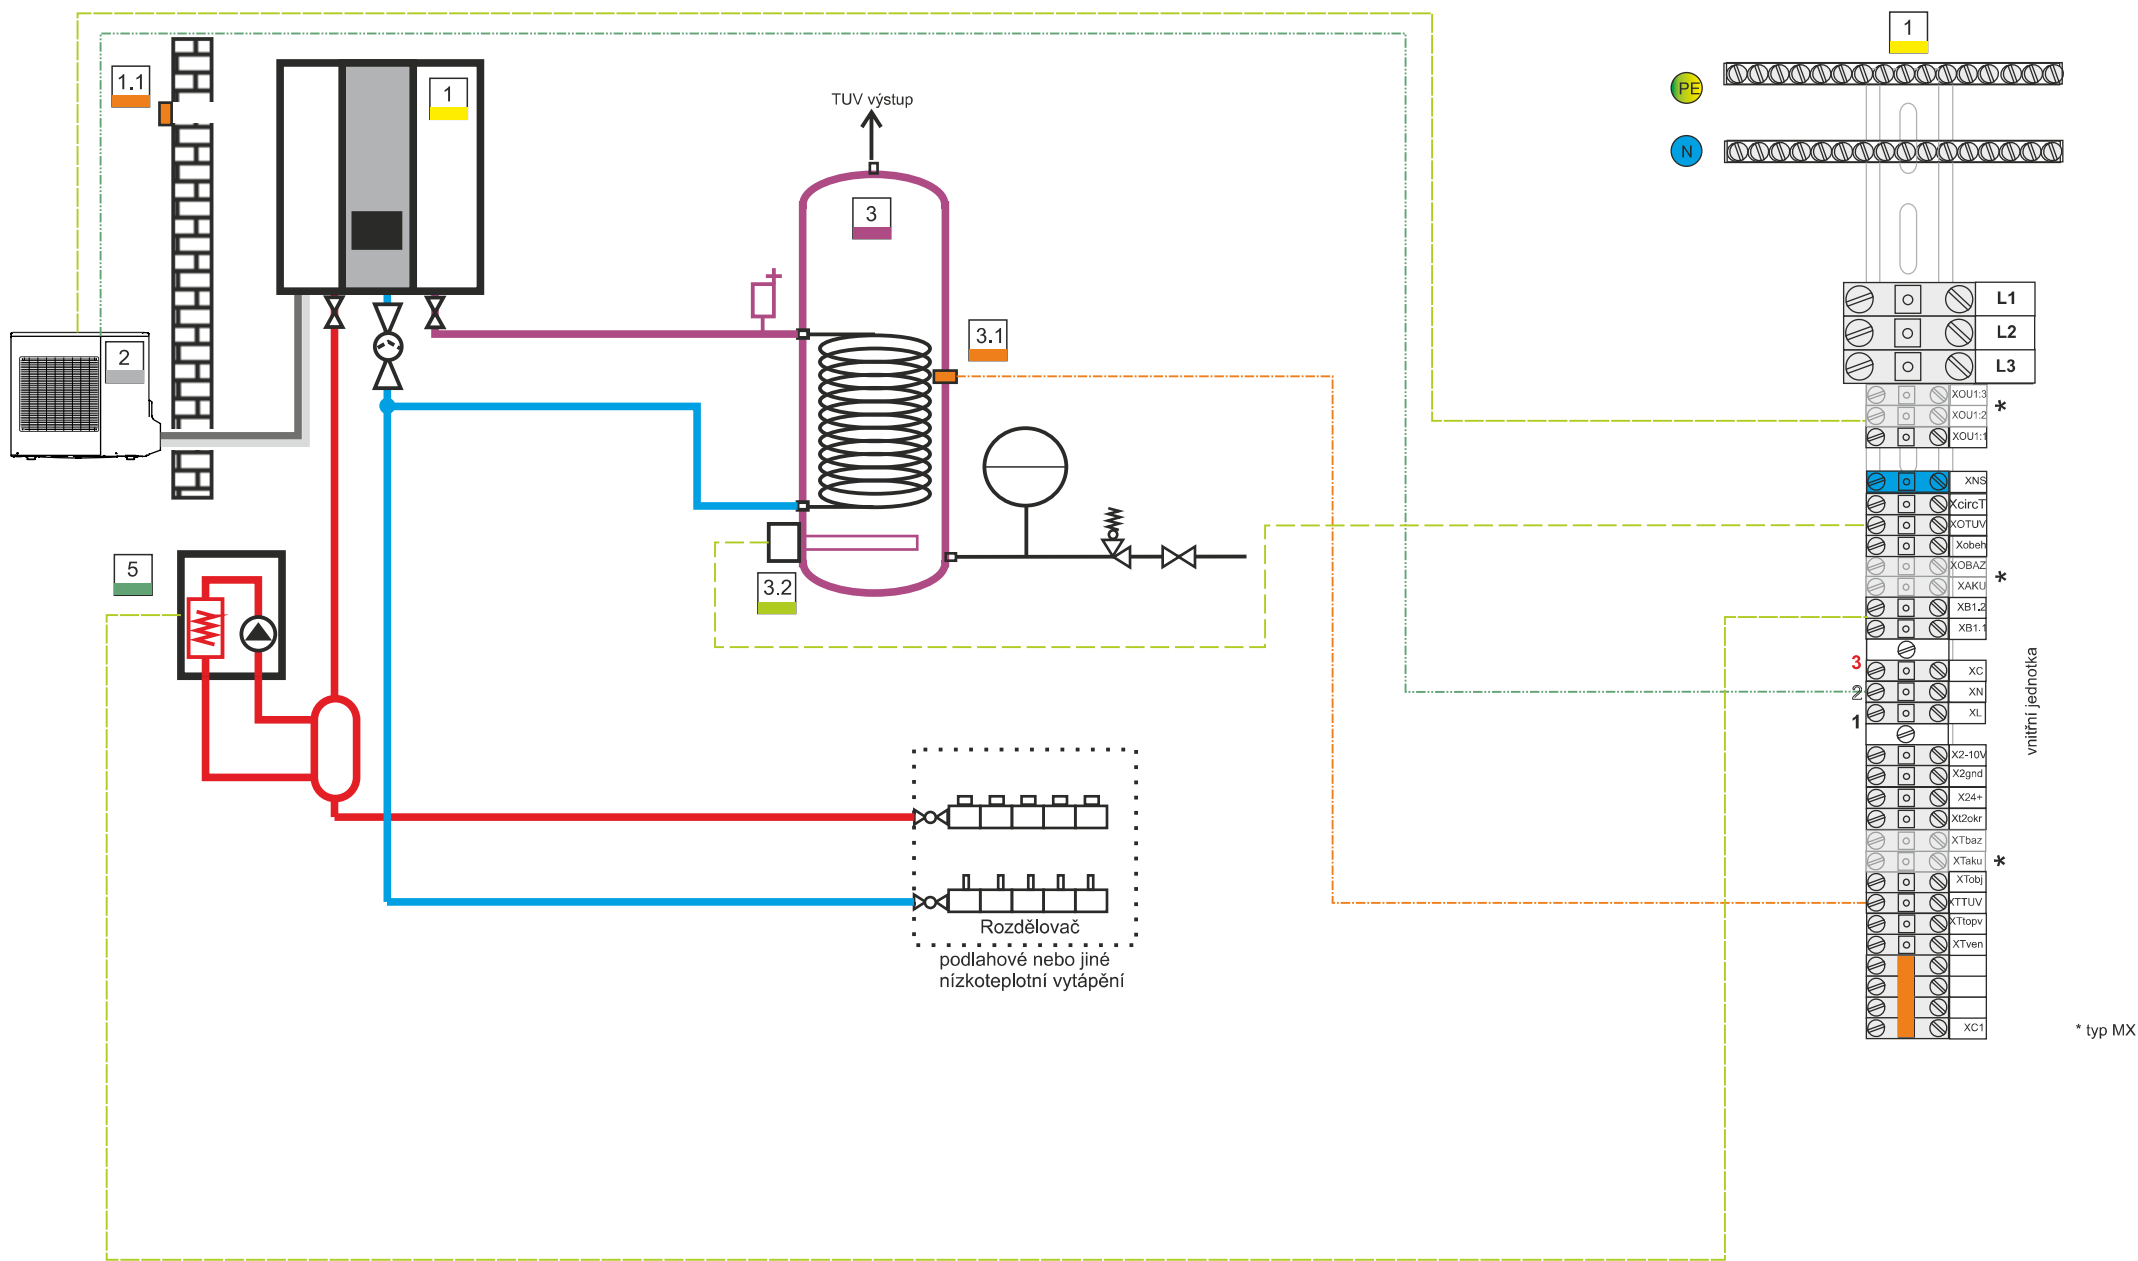 1.1
1
TUV výstup
3
3.1
2
5
3.2
Rozdělovač
podlahové nebo jiné
nízkoteplotní vytápění
1
PE
N
L1
L2
L3
XOU1:3
*
XOU1:2
XOU1:1
XNS
XcircT
XOTUV
Xobeh
XOBAZ
*
XAKU
XB1.2
XB1.1
3
XC
2
XN
1
XL
vnitřní jednotka
X2-10V
X2gnd
X24+
Xt2okr
XTbaz
XTaku
*
XTobj
XTTUV
XTtopv
XTven
XC1
* typ MX